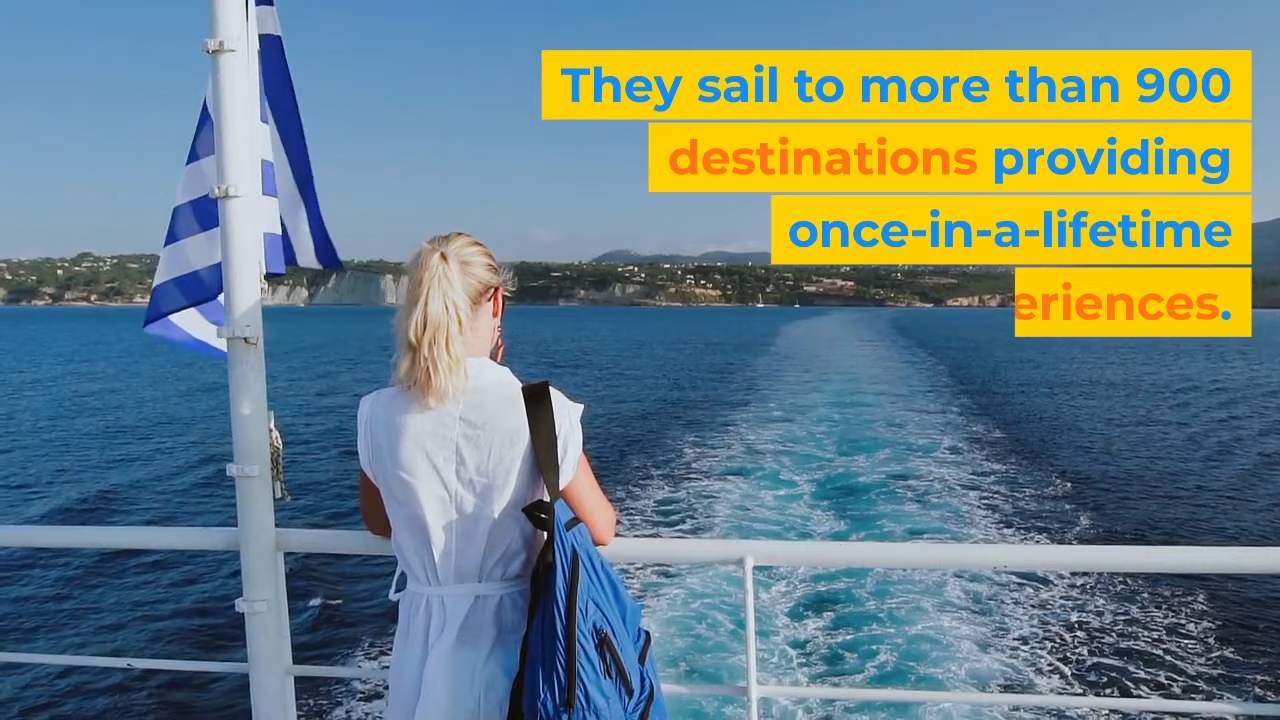 They sail to more than 900
destinations providing
once-in-a-lifetime
eriences.